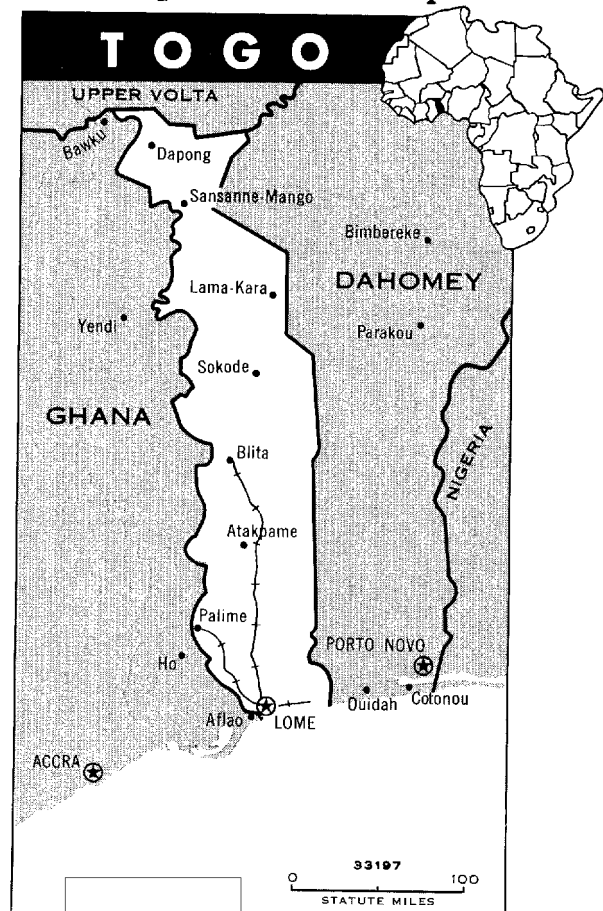 TOGO
UPPER VOLTA
Bawku
Dapong
Sansanne-Mango
Bimbereke
Lama-Kara
DAHOMEY
Yendi
Parakou
Sokode
GHANA
Blita
NIGERIA
Atakpame
Palime
PORTO NOVO
Ho
Ouidah
Cotonou
Aflao
LOME
ACCRA
33197
0 100
STATUTE MILES